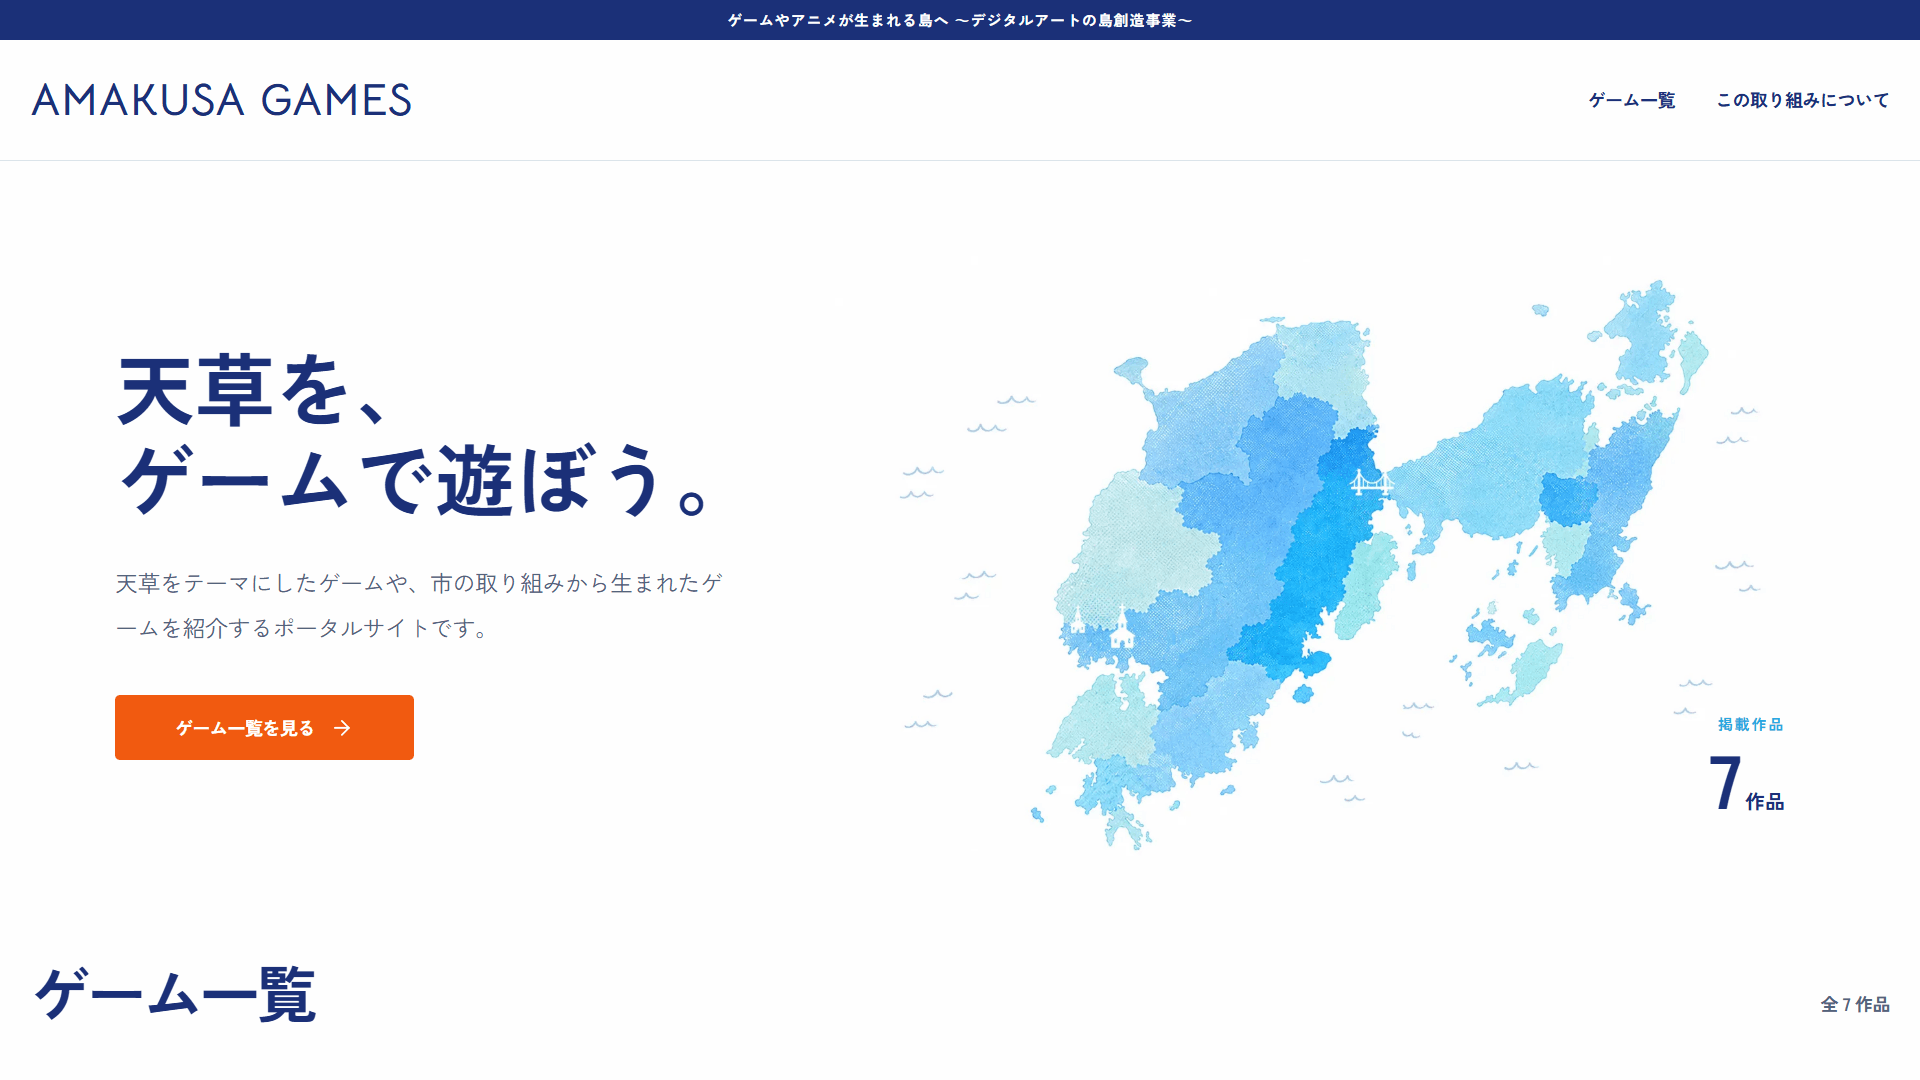 ゲームやアニメが生まれる島へ ～デジタルアートの島創造事業～
AMAKUSA GAMES
ゲーム一覧
この取り組みについて
天草を、
ゲームで遊ぼう。
天草をテーマにしたゲームや、市の取り組みから生まれたゲ
ームを紹介するポータルサイトです。
ゲーム一覧を見る →
掲載作品
7 作品
ゲーム一覧
全 7 作品